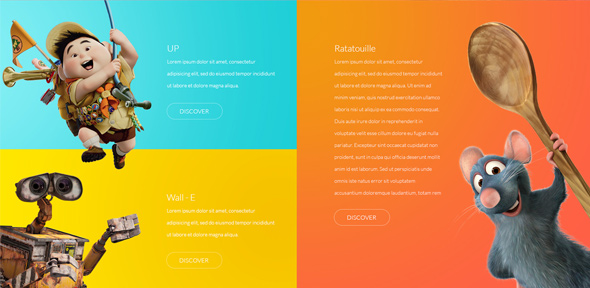 UP
Lorem ipsum dolor sit amet, consectetur
adipisicing elit, sed do eiusmod tempor incididunt
ut labore et dolore magna aliqua.
DISCOVER
Wall - E
Lorem ipsum dolor sit amet, consectetur
adipisicing elit, sed do eiusmod tempor incididunt
ut labore et dolore magna aliqua.
DISCOVER
Ratatouille
Lorem ipsum dolor sit amet, consectetur
adipisicing elit, sed do eiusmod tempor incididunt
ut labore et dolore magna aliqua. Ut enim ad
minim veniam, quis nostrud exercitation ullamco
laboris nisi ut aliquip ex ea commodo consequat.
Duis aute irure dolor in reprehenderit in
voluptate velit esse cillum dolore eu fugiat nulla
pariatur. Excepteur sint occaecat cupidatat non
proident, sunt in culpa qui officia deserunt mollit
anim id est laborum. Sed ut perspiciatis unde
omnis iste natus error sit voluptatem
accusantium doloremque laudantium, totam rem
DISCOVER